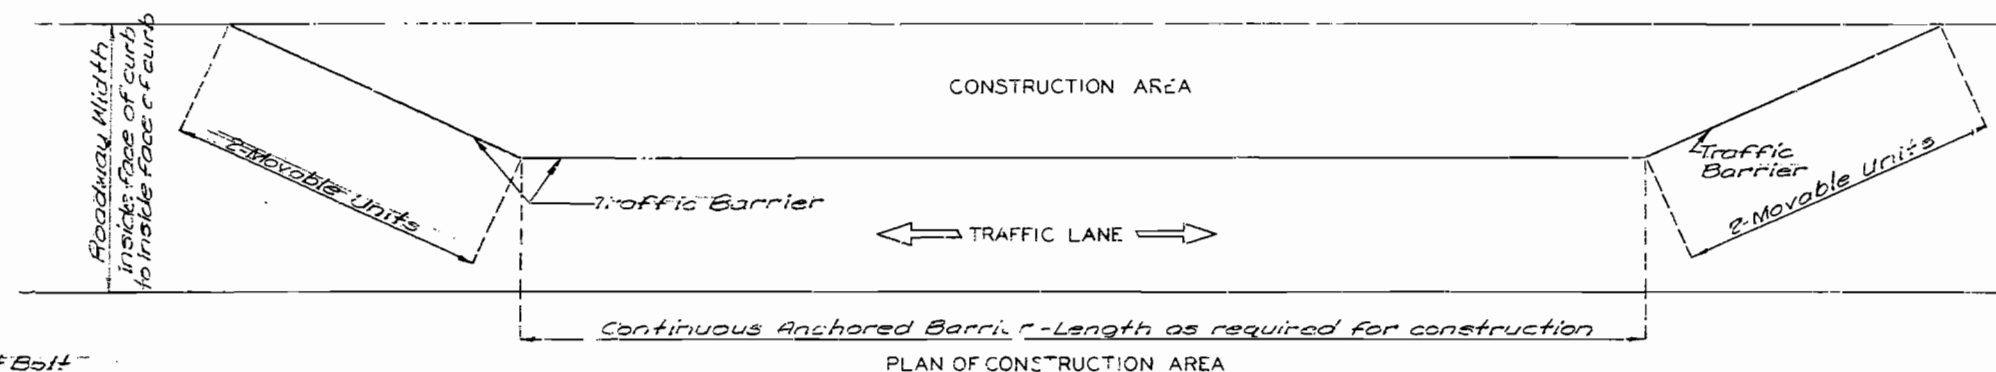 Roadway Width
inside face of curb
to inside face of curb
2-Movable Units
CONSTRUCTION AREA
Traffic Barrier
TRAFFIC LANE
Traffic
Barrier
2-Movable Units
Continuous Anchored Barrier-Length as required for construction
PLAN OF CONSTRUCTION AREA
Bolt